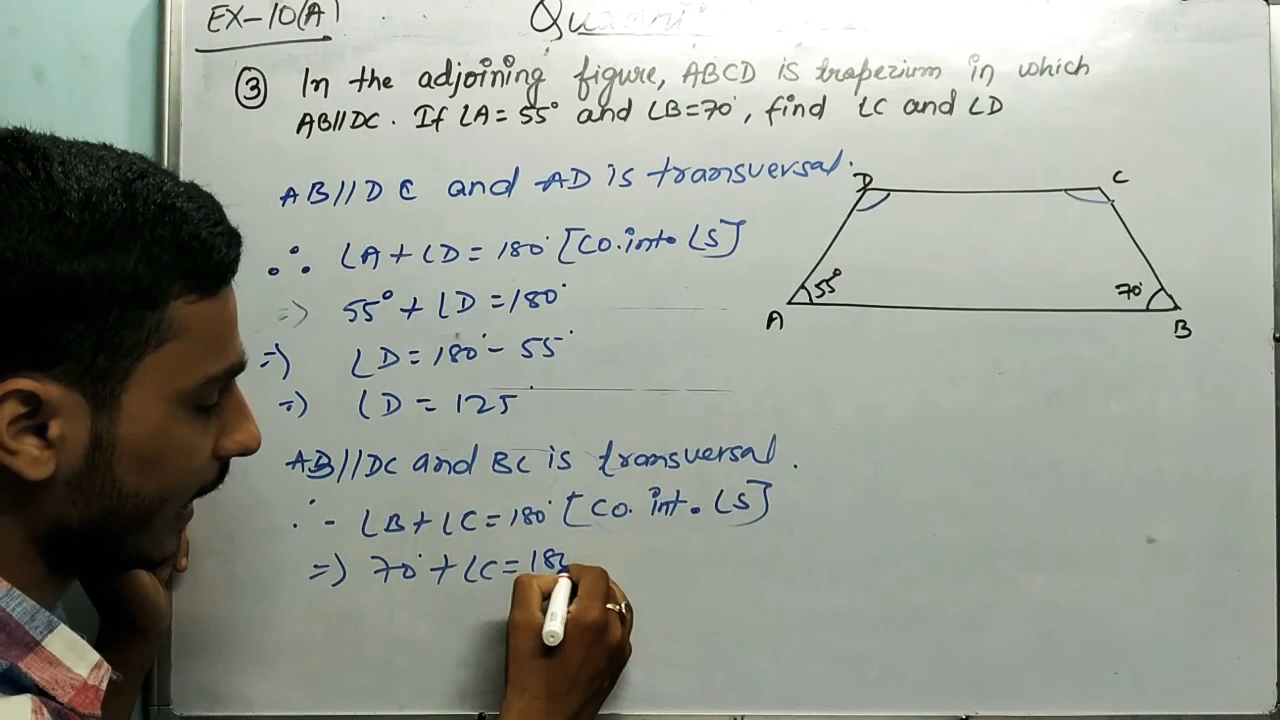 EX-10(A)
③ In the adjoining figure, ABCD is trapezium in which
AB//DC. If ∠A=55° and ∠B=70°, find ∠C and ∠D
AB//DC and AD is transversal.
∴ ∠A+∠D=180° [Co.int. ∠S]
=> 55°+∠D=180°
=> ∠D=180°-55°
=> ∠D=125°
AB//DC and BC is transversal.
∴ ∠B+∠C=180° [Co. int. ∠S]
=> 70°+∠C=18
D C
55° 70°
A B